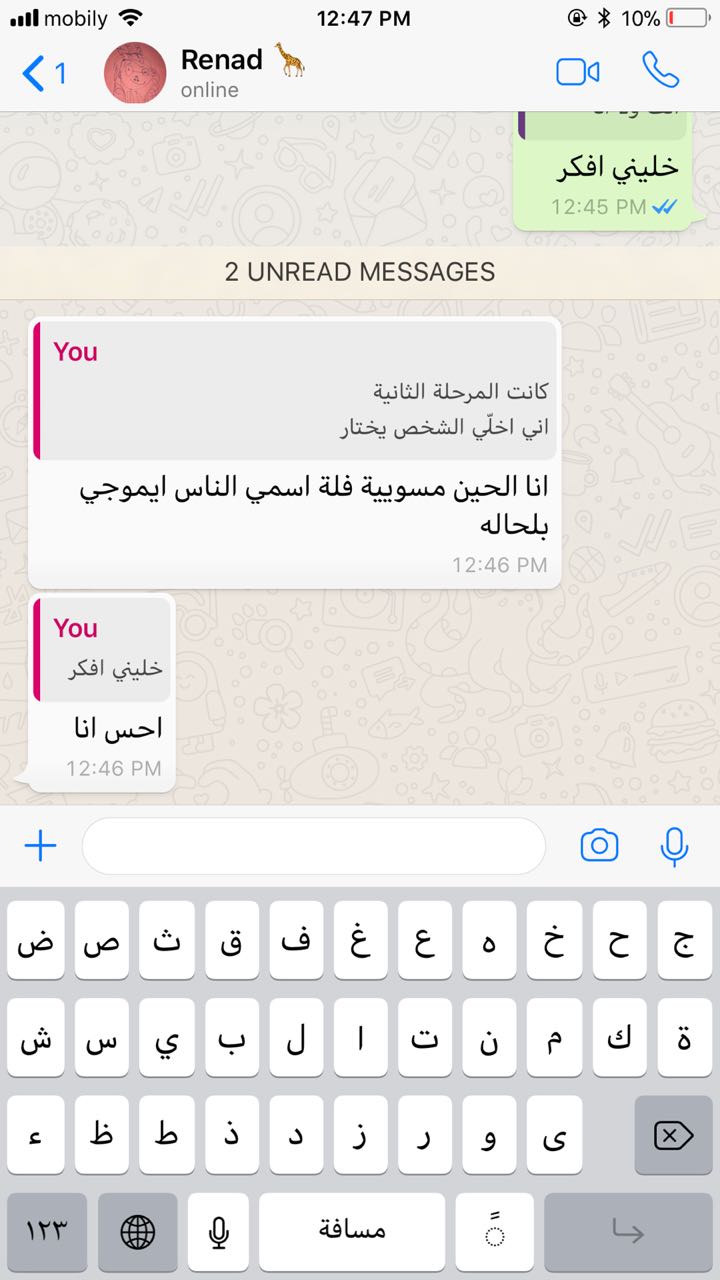 mobily 12:47 PM 10%
1 Renad 🦒
online
خليني افكر
12:45 PM
2 UNREAD MESSAGES
You
كانت المرحلة الثانية
اني اخلّي الشخص يختار
انا الحين مسويية فلة اسمي الناس ايموجي
بلحاله
12:46 PM
You
خليني افكر
احس انا
12:46 PM
ض ص ث ق ف غ ع ه خ ح ج
ش س ي ب ل ا ت ن م ك ة
ء ظ ط ذ د ز ر و ى
١٢٣ مسافة